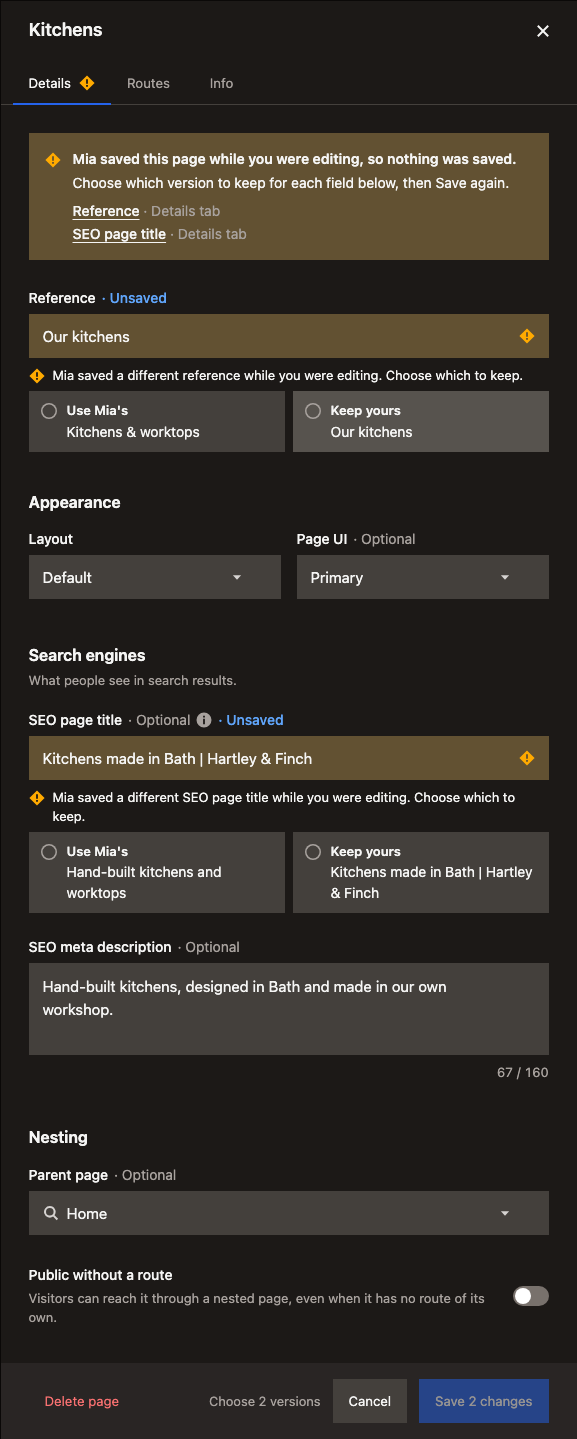 Kitchens
Details
Routes
Info
Mia saved this page while you were editing, so nothing was saved.
Choose which version to keep for each field below, then Save again.
Reference · Details tab
SEO page title · Details tab
Reference · Unsaved
Our kitchens
Mia saved a different reference while you were editing. Choose which to keep.
Use Mia's
Kitchens & worktops
Keep yours
Our kitchens
Appearance
Layout
Page UI · Optional
Default
Primary
Search engines
What people see in search results.
SEO page title · Optional · Unsaved
Kitchens made in Bath | Hartley & Finch
Mia saved a different SEO page title while you were editing. Choose which to
keep.
Use Mia's
Hand-built kitchens and
worktops
Keep yours
Kitchens made in Bath | Hartley
& Finch
SEO meta description · Optional
Hand-built kitchens, designed in Bath and made in our own
workshop.
67 / 160
Nesting
Parent page · Optional
Home
Public without a route
Visitors can reach it through a nested page, even when it has no route of its
own.
Delete page
Choose 2 versions
Cancel
Save 2 changes